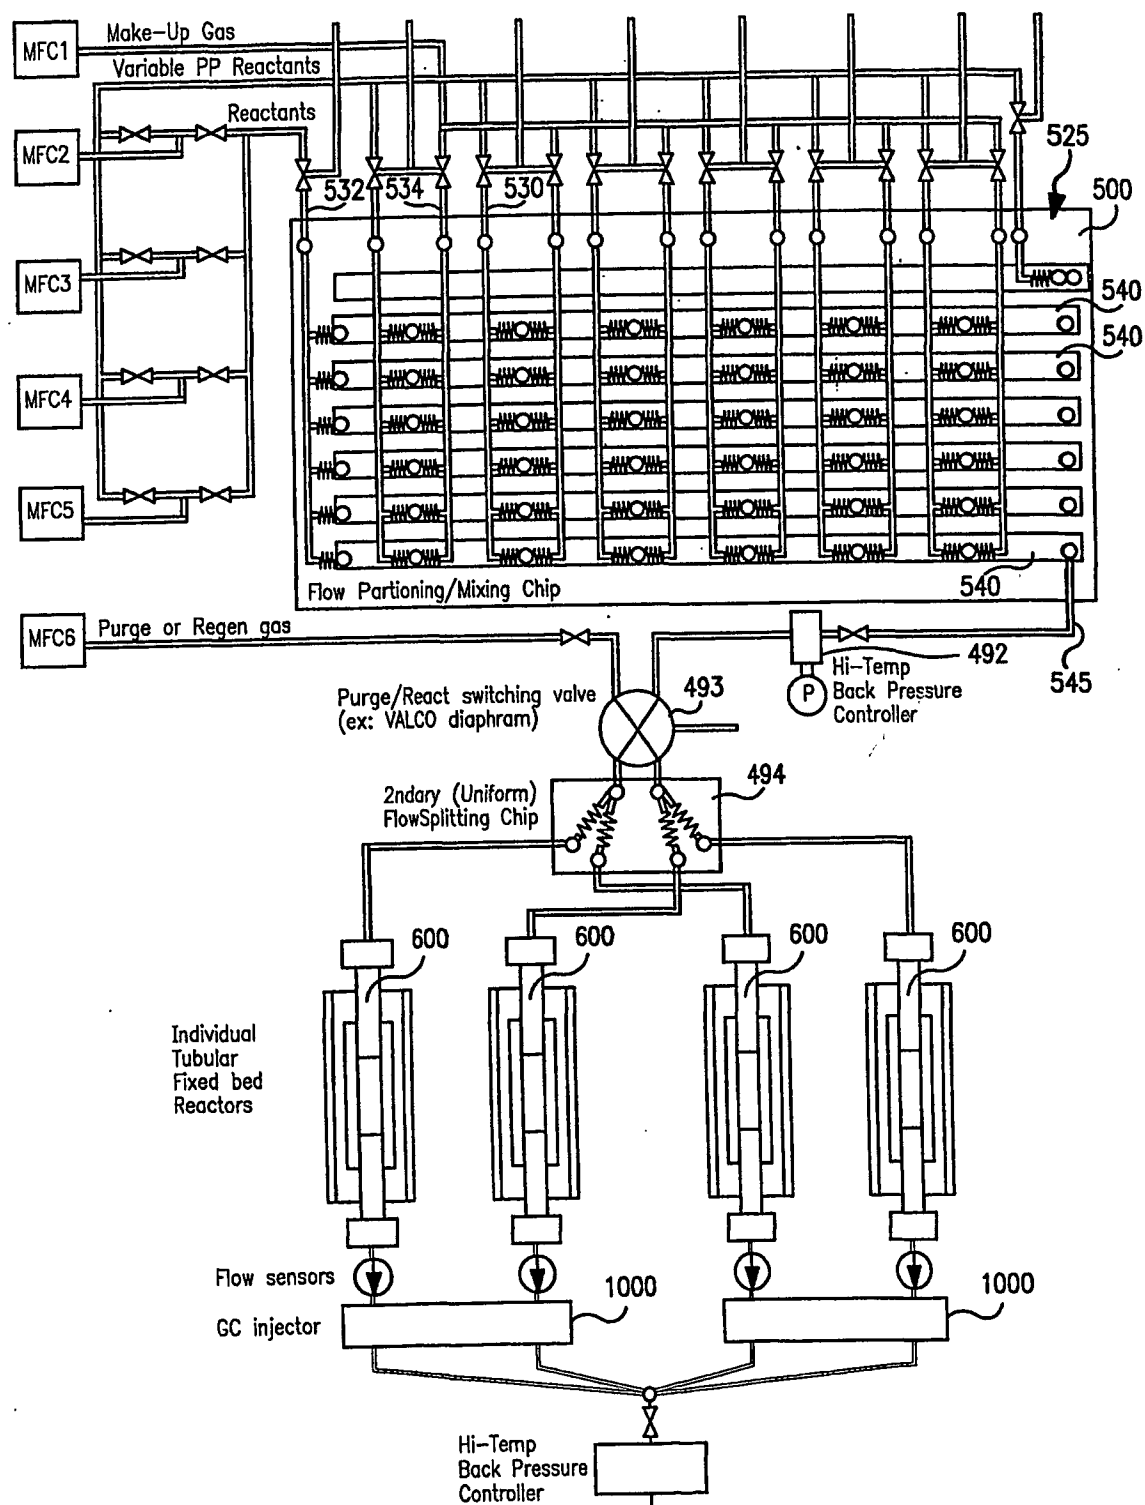 Make-Up Gas
MFC1
Variable PP Reactants
Reactants
MFC2
525
532
534
530
500
MFC3
540
540
MFC4
MFC5
540
Flow Partioning/Mixing Chip
MFC6
Purge or Regen gas
492
545
Hi-Temp
Back Pressure
Controller
P
Purge/React switching valve
(ex: VALCO diaphram)
493
494
2ndary (Uniform)
FlowSplitting Chip
600
600
600
600
Individual
Tubular
Fixed bed
Reactors
Flow sensors
GC injector
1000
1000
Hi-Temp
Back Pressure
Controller